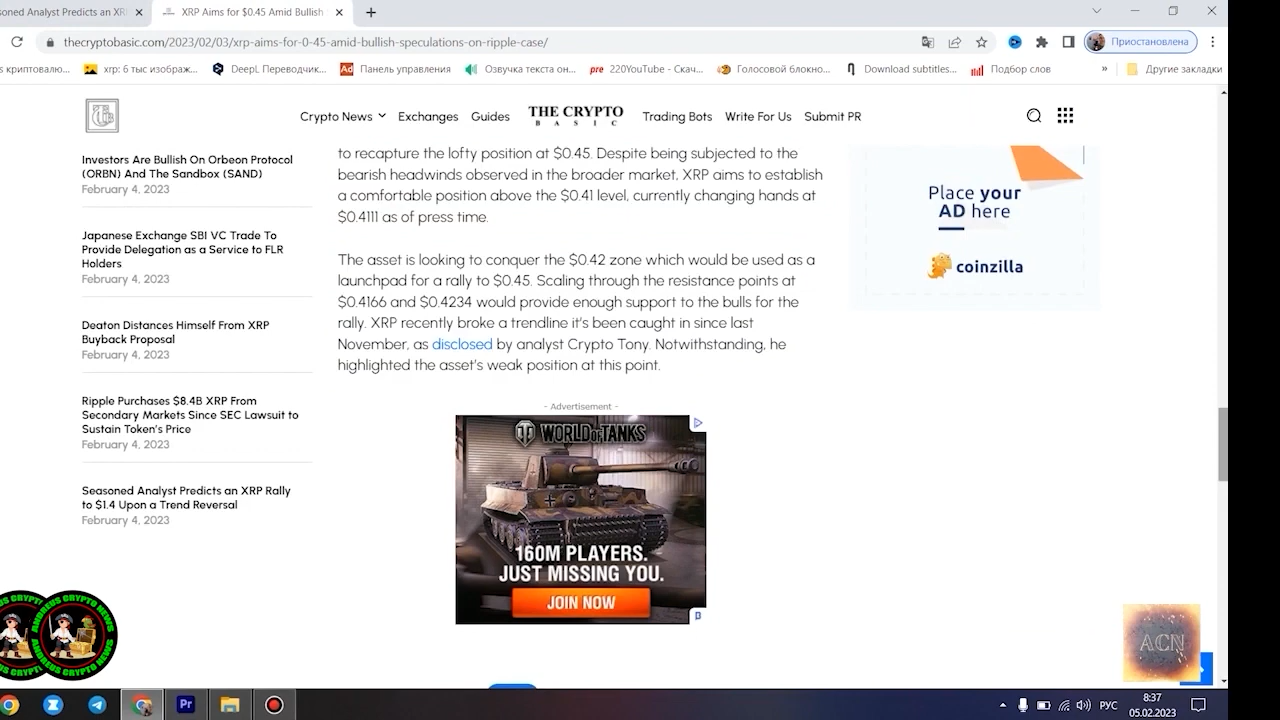 soned Analyst Predicts an XRI
XRP Aims for $0.45 Amid Bullish
thecryptobasic.com/2023/02/03/xrp-aims-for-0-45-amid-bullish-speculations-on-ripple-case/
Приостановлена
s криптовалю...
xrp: 6 тыс изображ...
DeepL Переводчик...
Ad Панель управления
Озвучка текста он...
pre 220YouTube - Скач...
Голосовой блокно...
Download subtitles...
Подбор слов
»
Другие закладки
Crypto News
Exchanges
Guides
THE CRYPTO
BASIC
Trading Bots
Write For Us
Submit PR
Investors Are Bullish On Orbeon Protocol
(ORBN) And The Sandbox (SAND)
February 4, 2023
Japanese Exchange SBI VC Trade To
Provide Delegation as a Service to FLR
Holders
February 4, 2023
Deaton Distances Himself From XRP
Buyback Proposal
February 4, 2023
Ripple Purchases $8.4B XRP From
Secondary Markets Since SEC Lawsuit to
Sustain Token's Price
February 4, 2023
Seasoned Analyst Predicts an XRP Rally
to $1.4 Upon a Trend Reversal
February 4, 2023
to recapture the lofty position at $0.45. Despite being subjected to the
bearish headwinds observed in the broader market, XRP aims to establish
a comfortable position above the $0.41 level, currently changing hands at
$0.4111 as of press time.
The asset is looking to conquer the $0.42 zone which would be used as a
launchpad for a rally to $0.45. Scaling through the resistance points at
$0.4166 and $0.4234 would provide enough support to the bulls for the
rally. XRP recently broke a trendline it's been caught in since last
November, as disclosed by analyst Crypto Tony. Notwithstanding, he
highlighted the asset's weak position at this point.
- Advertisement -
WORLD OF TANKS
160M PLAYERS.
JUST MISSING YOU.
JOIN NOW
Place your
AD here
coinzilla
ANDREUS CRYPTO NEWS
ACN
Pr
РУС
8:37
05.02.2023